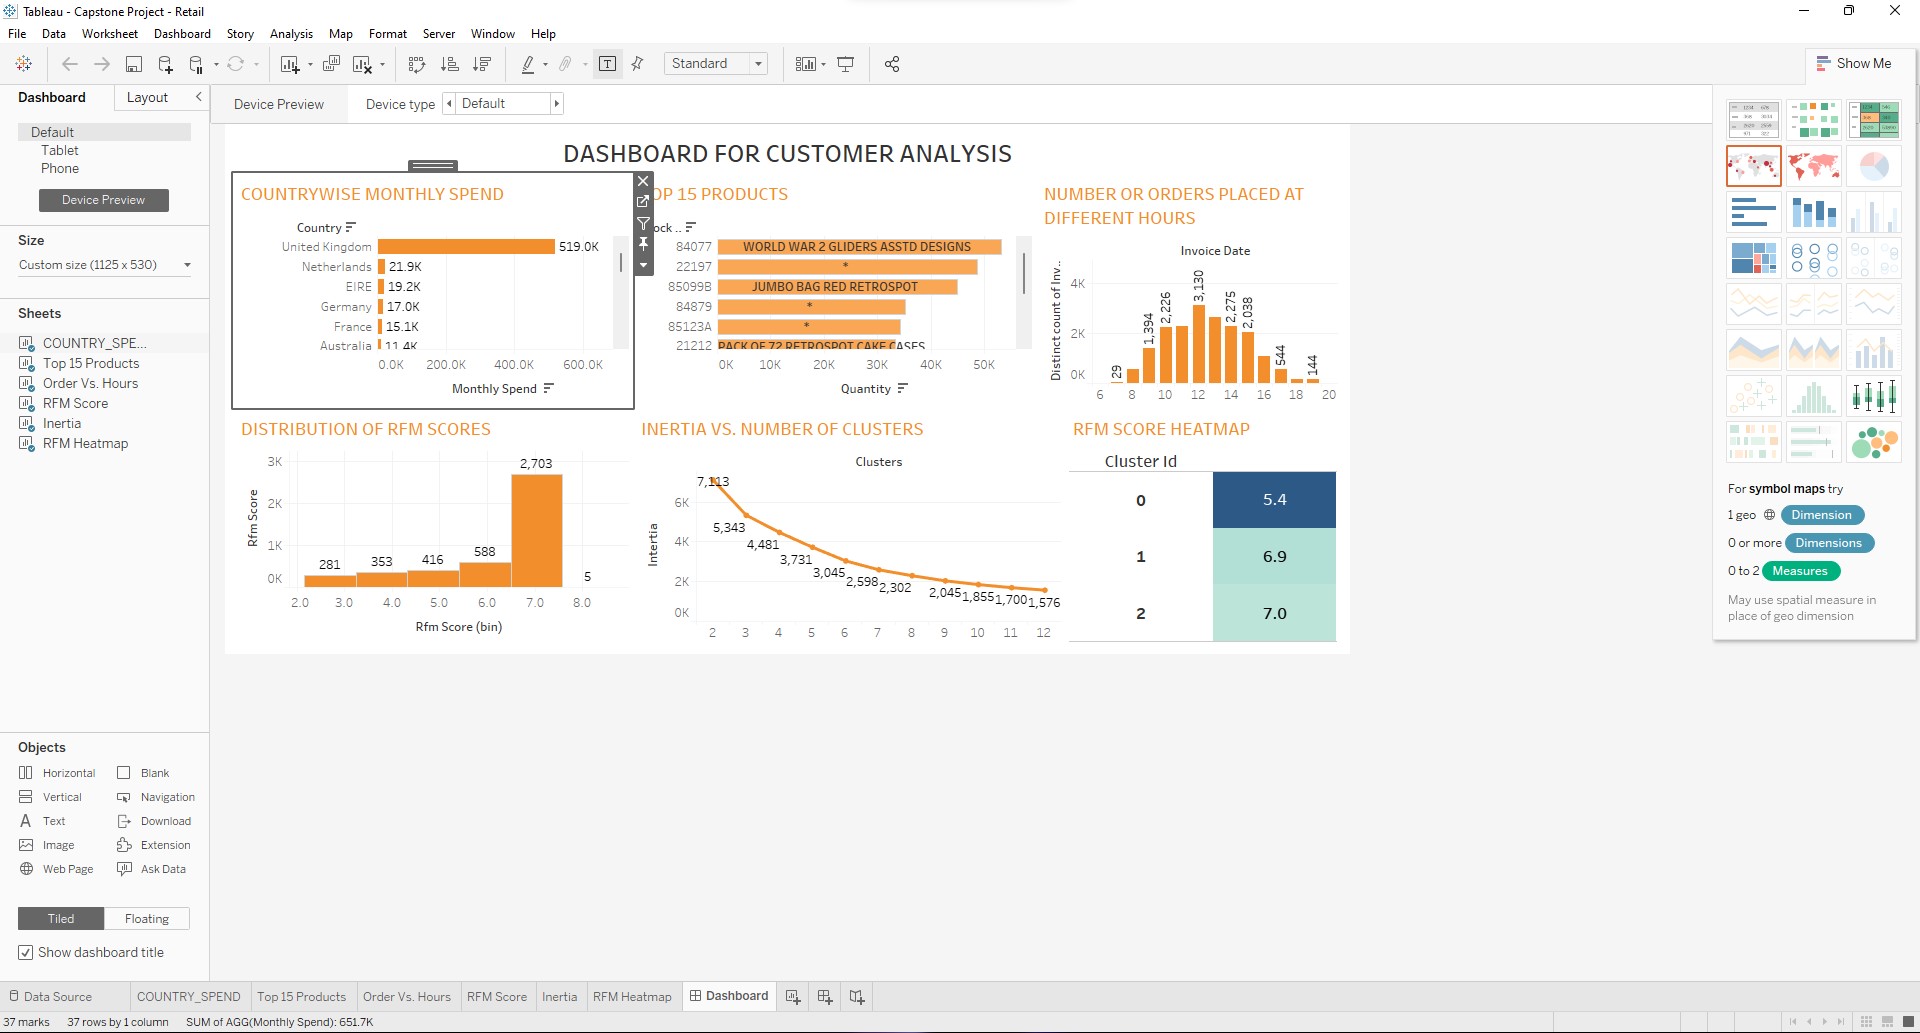 Tableau - Capstone Project - Retail
File Data Worksheet Dashboard Story Analysis Map Format Server Window Help
Standard
Show Me
Dashboard Layout
Device Preview Device type Default
Default
Tablet
Phone
Device Preview
Size
Custom size (1125 x 530)
Sheets
COUNTRY_SPE...
Top 15 Products
Order Vs. Hours
RFM Score
Inertia
RFM Heatmap
Objects
Horizontal Blank
Vertical Navigation
Text Download
Image Extension
Web Page Ask Data
Tiled Floating
Show dashboard title
DASHBOARD FOR CUSTOMER ANALYSIS
COUNTRYWISE MONTHLY SPEND
Country
United Kingdom 519.0K
Netherlands 21.9K
EIRE 19.2K
Germany 17.0K
France 15.1K
Australia 11.4K
0.0K 200.0K 400.0K 600.0K
Monthly Spend
OP 15 PRODUCTS
ock ..
84077 WORLD WAR 2 GLIDERS ASSTD DESIGNS
22197 *
85099B JUMBO BAG RED RETROSPOT
84879 *
85123A *
21212 PACK OF 72 RETROSPOT CAKE CASES
0K 10K 20K 30K 40K 50K
Quantity
NUMBER OR ORDERS PLACED AT
DIFFERENT HOURS
Invoice Date
Distinct count of Inv..
4K
2K
0K
29 1,394 2,226 3,130 2,275 2,038 544 144
6 8 10 12 14 16 18 20
DISTRIBUTION OF RFM SCORES
Rfm Score
3K
2K
1K
0K
281 353 416 588 2,703 5
2.0 3.0 4.0 5.0 6.0 7.0 8.0
Rfm Score (bin)
INERTIA VS. NUMBER OF CLUSTERS
Clusters
Intertia
6K
4K
2K
0K
7,113 5,343 4,481 3,731 3,045 2,598 2,302 2,045 1,855 1,700 1,576
2 3 4 5 6 7 8 9 10 11 12
RFM SCORE HEATMAP
Cluster Id
0 5.4
1 6.9
2 7.0
For symbol maps try
1 geo Dimension
0 or more Dimensions
0 to 2 Measures
May use spatial measure in
place of geo dimension
Data Source COUNTRY_SPEND Top 15 Products Order Vs. Hours RFM Score Inertia RFM Heatmap Dashboard
37 marks 37 rows by 1 column SUM of AGG(Monthly Spend): 651.7K